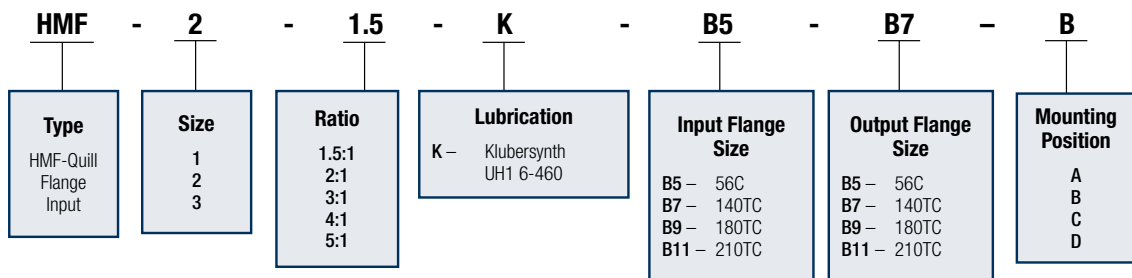 HMF - 2 - 1.5 - K - B5 - B7 – B
Type
HMF-Quill
Flange
Input
Size
1
2
3
Ratio
1.5:1
2:1
3:1
4:1
5:1
Lubrication
K – Klubersynth
UH1 6-460
Input Flange
Size
B5 – 56C
B7 – 140TC
B9 – 180TC
B11 – 210TC
Output Flange
Size
B5 – 56C
B7 – 140TC
B9 – 180TC
B11 – 210TC
Mounting
Position
A
B
C
D